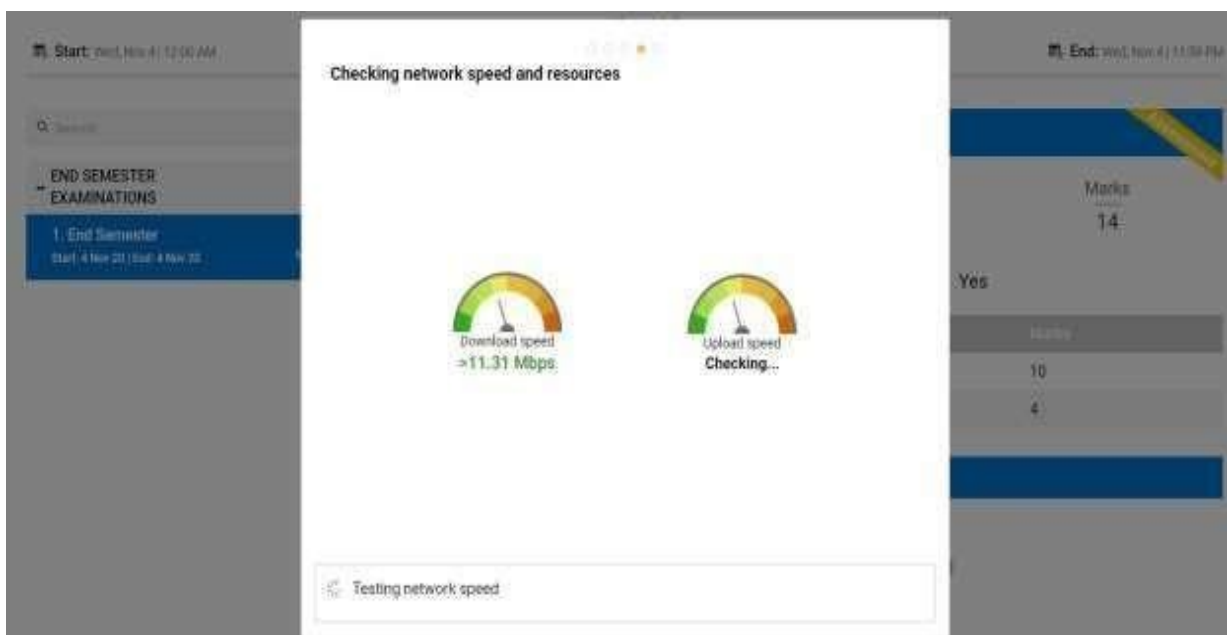 Start: Wed, Nov 4 | 12:00 AM
End: Wed, Nov 4 | 11:59 PM
Checking network speed and resources
Search
END SEMESTER
EXAMINATIONS
1. End Semester
Start: 4 Nov 20 | End: 4 Nov 20
Marks
14
Yes
Marks
10
4
Download speed
>11.31 Mbps
Upload speed
Checking...
Testing network speed